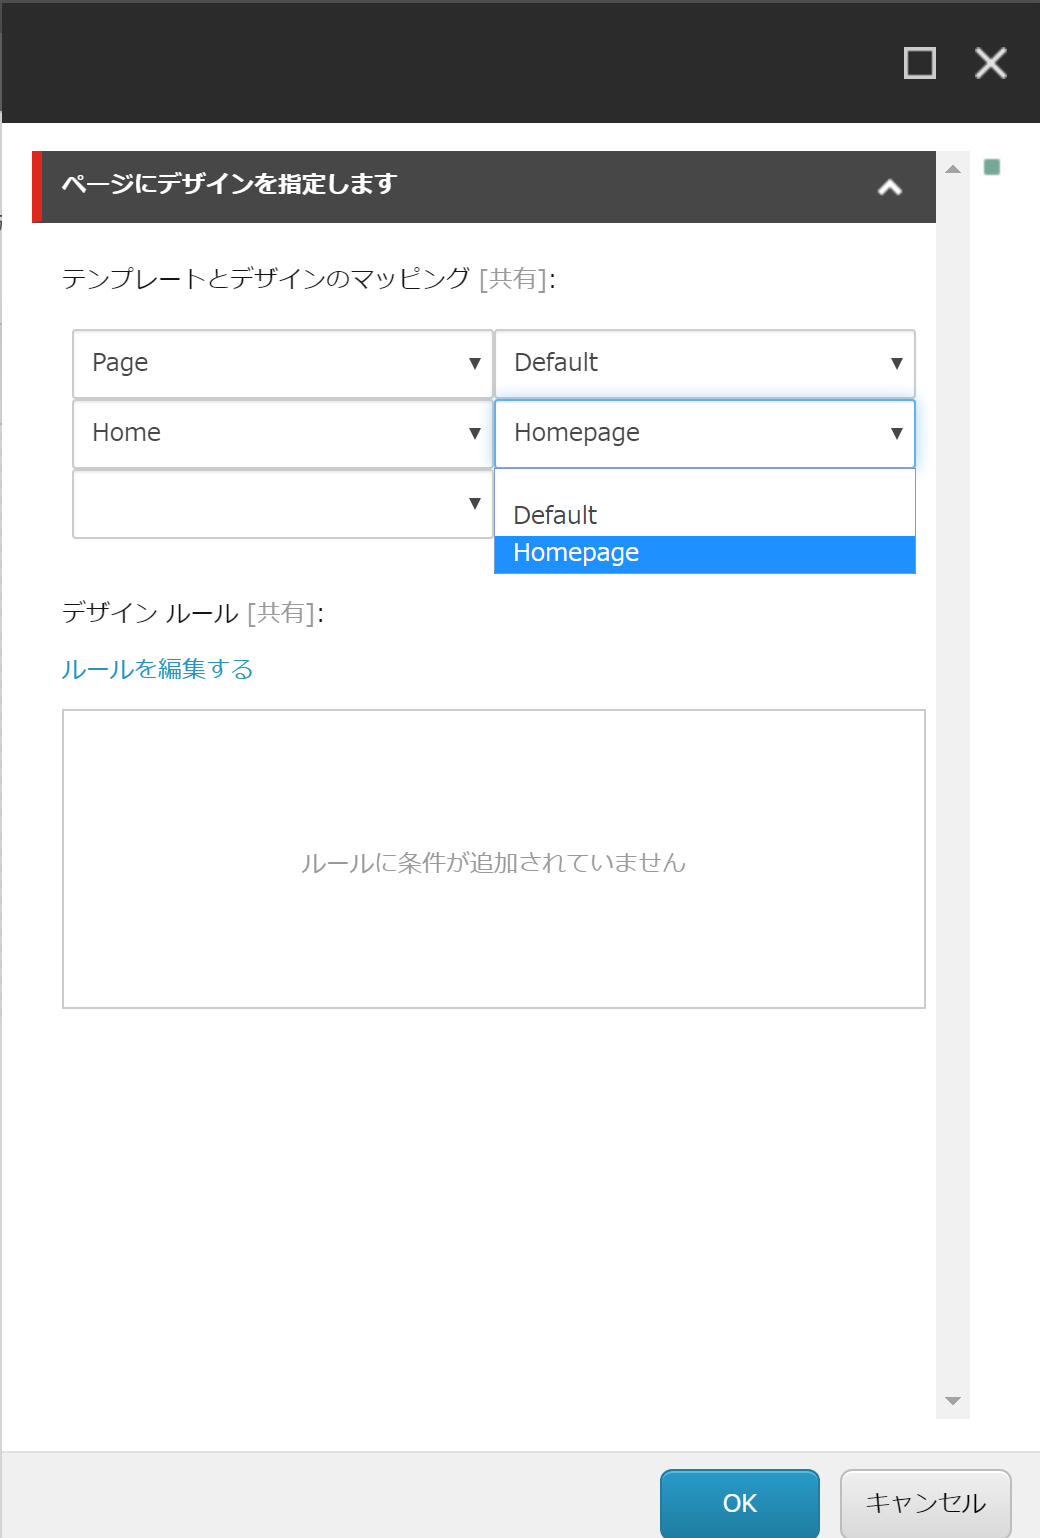 ページにデザインを指定します
テンプレートとデザインのマッピング [共有]:
Page Default
Home Homepage
Default
Homepage
デザイン ルール [共有]:
ルールを編集する
ルールに条件が追加されていません
OK キャンセル